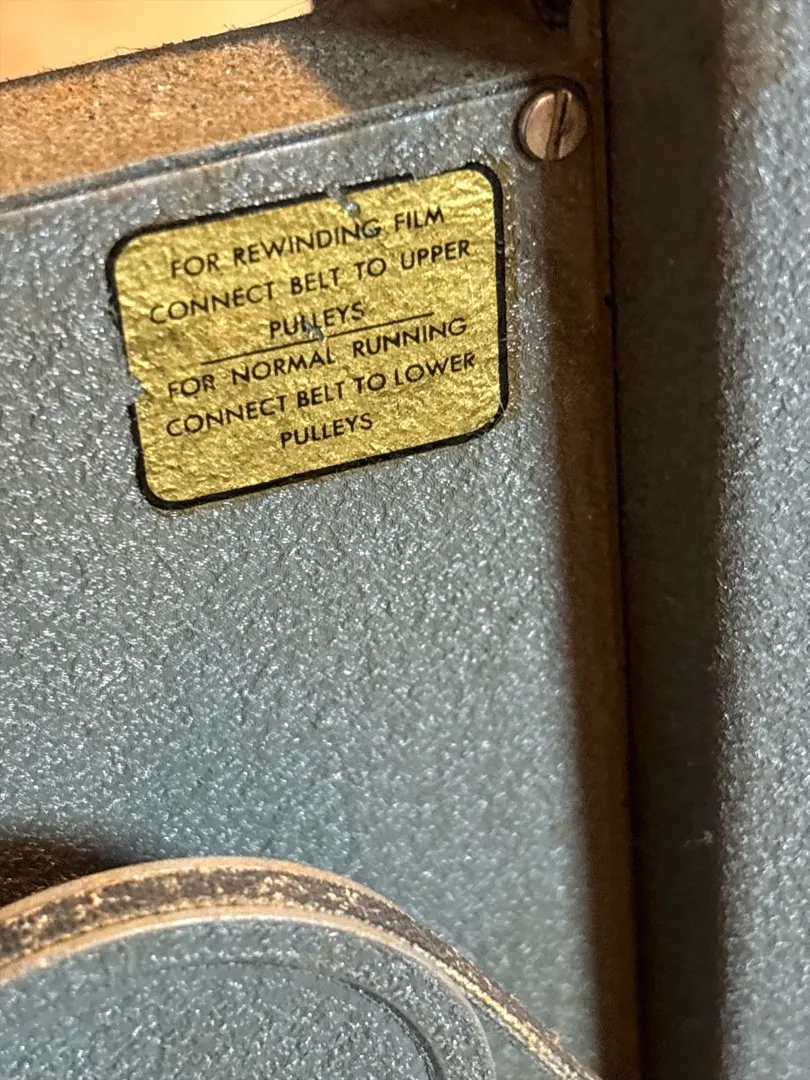 FOR REWINDING FILM
CONNECT BELT TO UPPER
PULLEYS
FOR NORMAL RUNNING
CONNECT BELT TO LOWER
PULLEYS